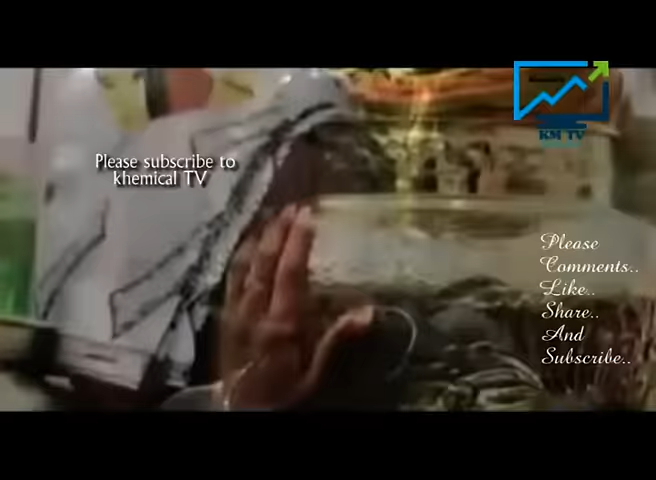 KM TV
Please subscribe to
khemical TV
Please
Comments..
Like..
Share..
And
Subscribe..